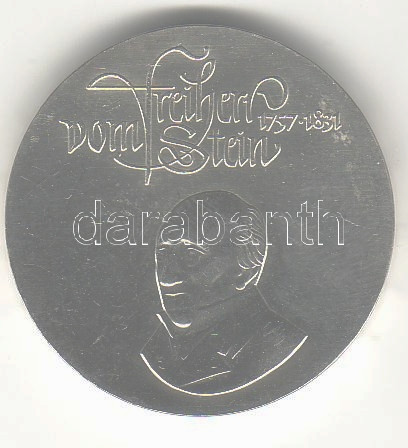 Freiherr
vom Stein
1757·1831
darabanth